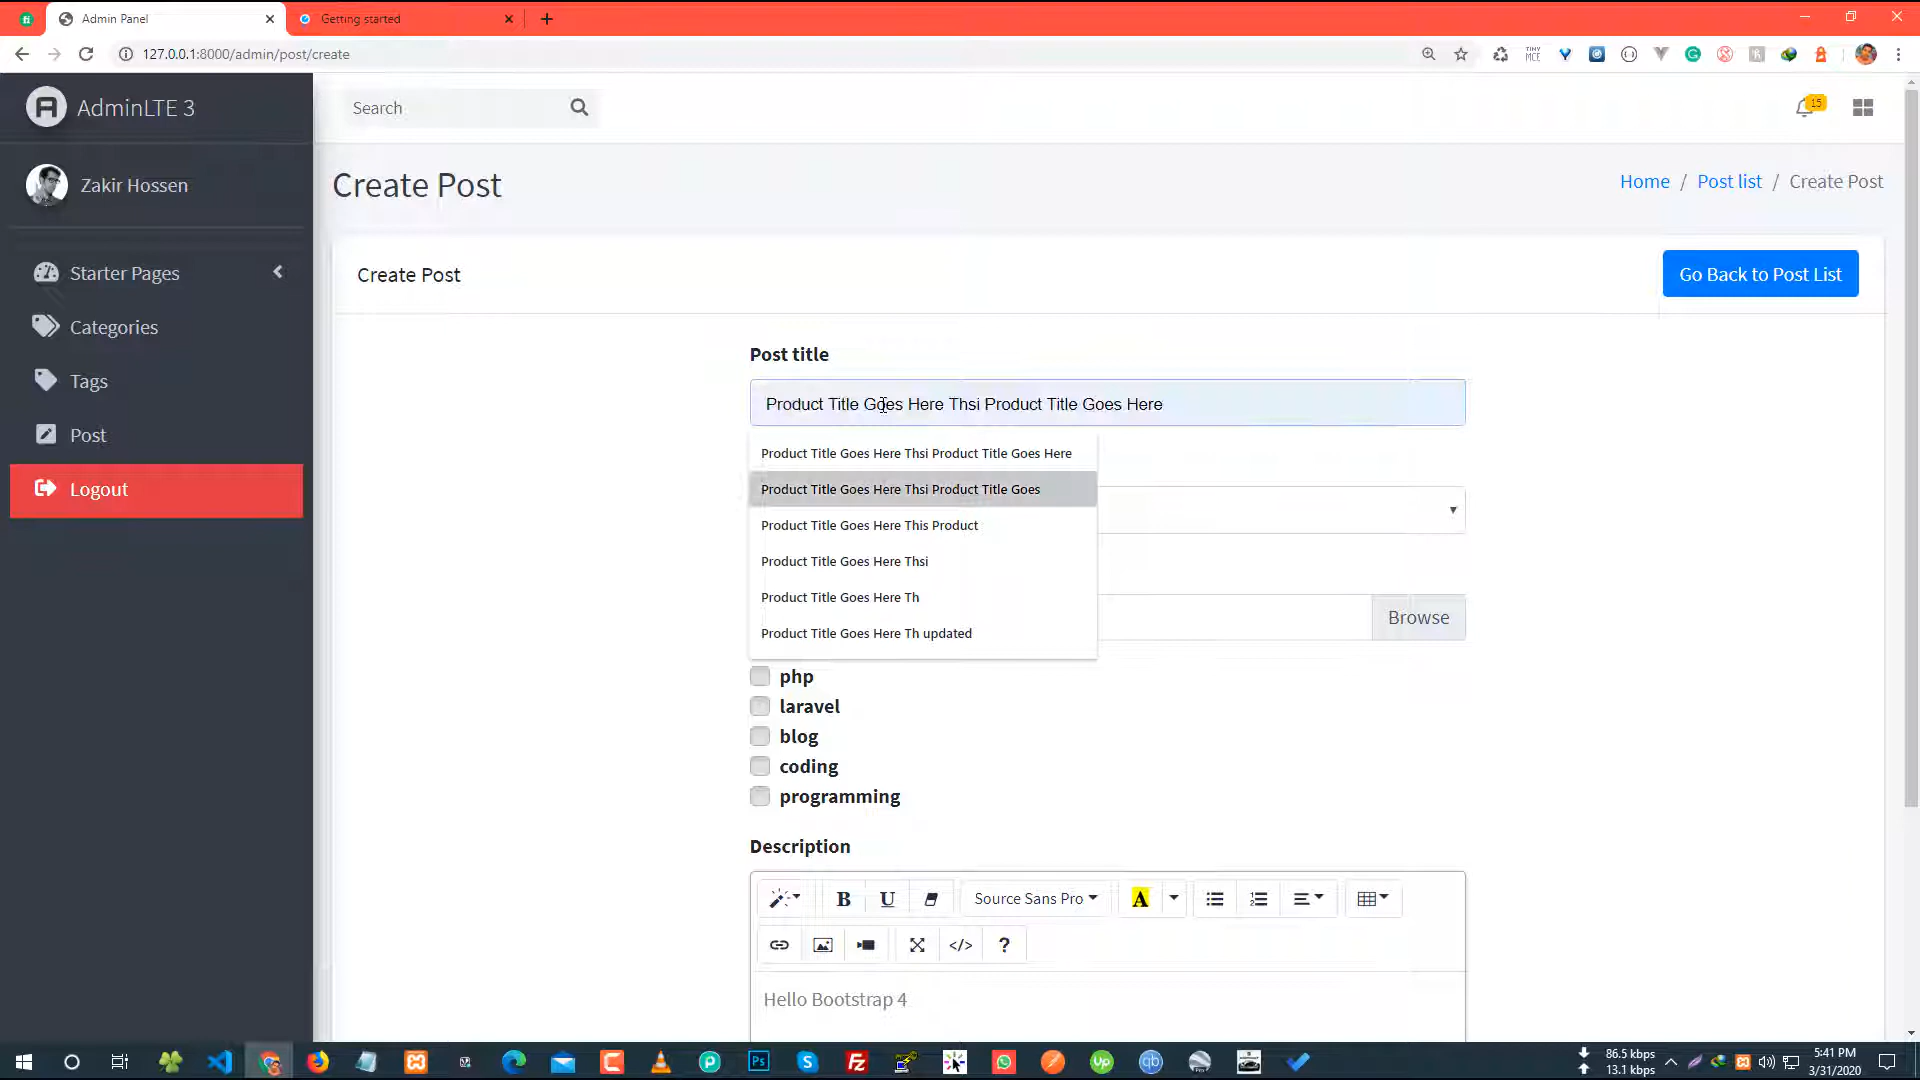 Admin Panel
Getting started
127.0.0.1:8000/admin/post/create
TINY
MCE
AdminLTE 3
Search
15
Zakir Hossen
Create Post
Home / Post list / Create Post
Starter Pages
Categories
Tags
Post
Logout
Create Post
Go Back to Post List
Post title
Product Title Goes Here Thsi Product Title Goes Here
Product Title Goes Here Thsi Product Title Goes Here
Product Title Goes Here Thsi Product Title Goes
Product Title Goes Here This Product
Product Title Goes Here Thsi
Product Title Goes Here Th
Product Title Goes Here Th updated
Browse
php
laravel
blog
coding
programming
Description
B U Source Sans Pro A
</> ?
Hello Bootstrap 4
86.5 kbps
13.1 kbps
5:41 PM
3/31/2020